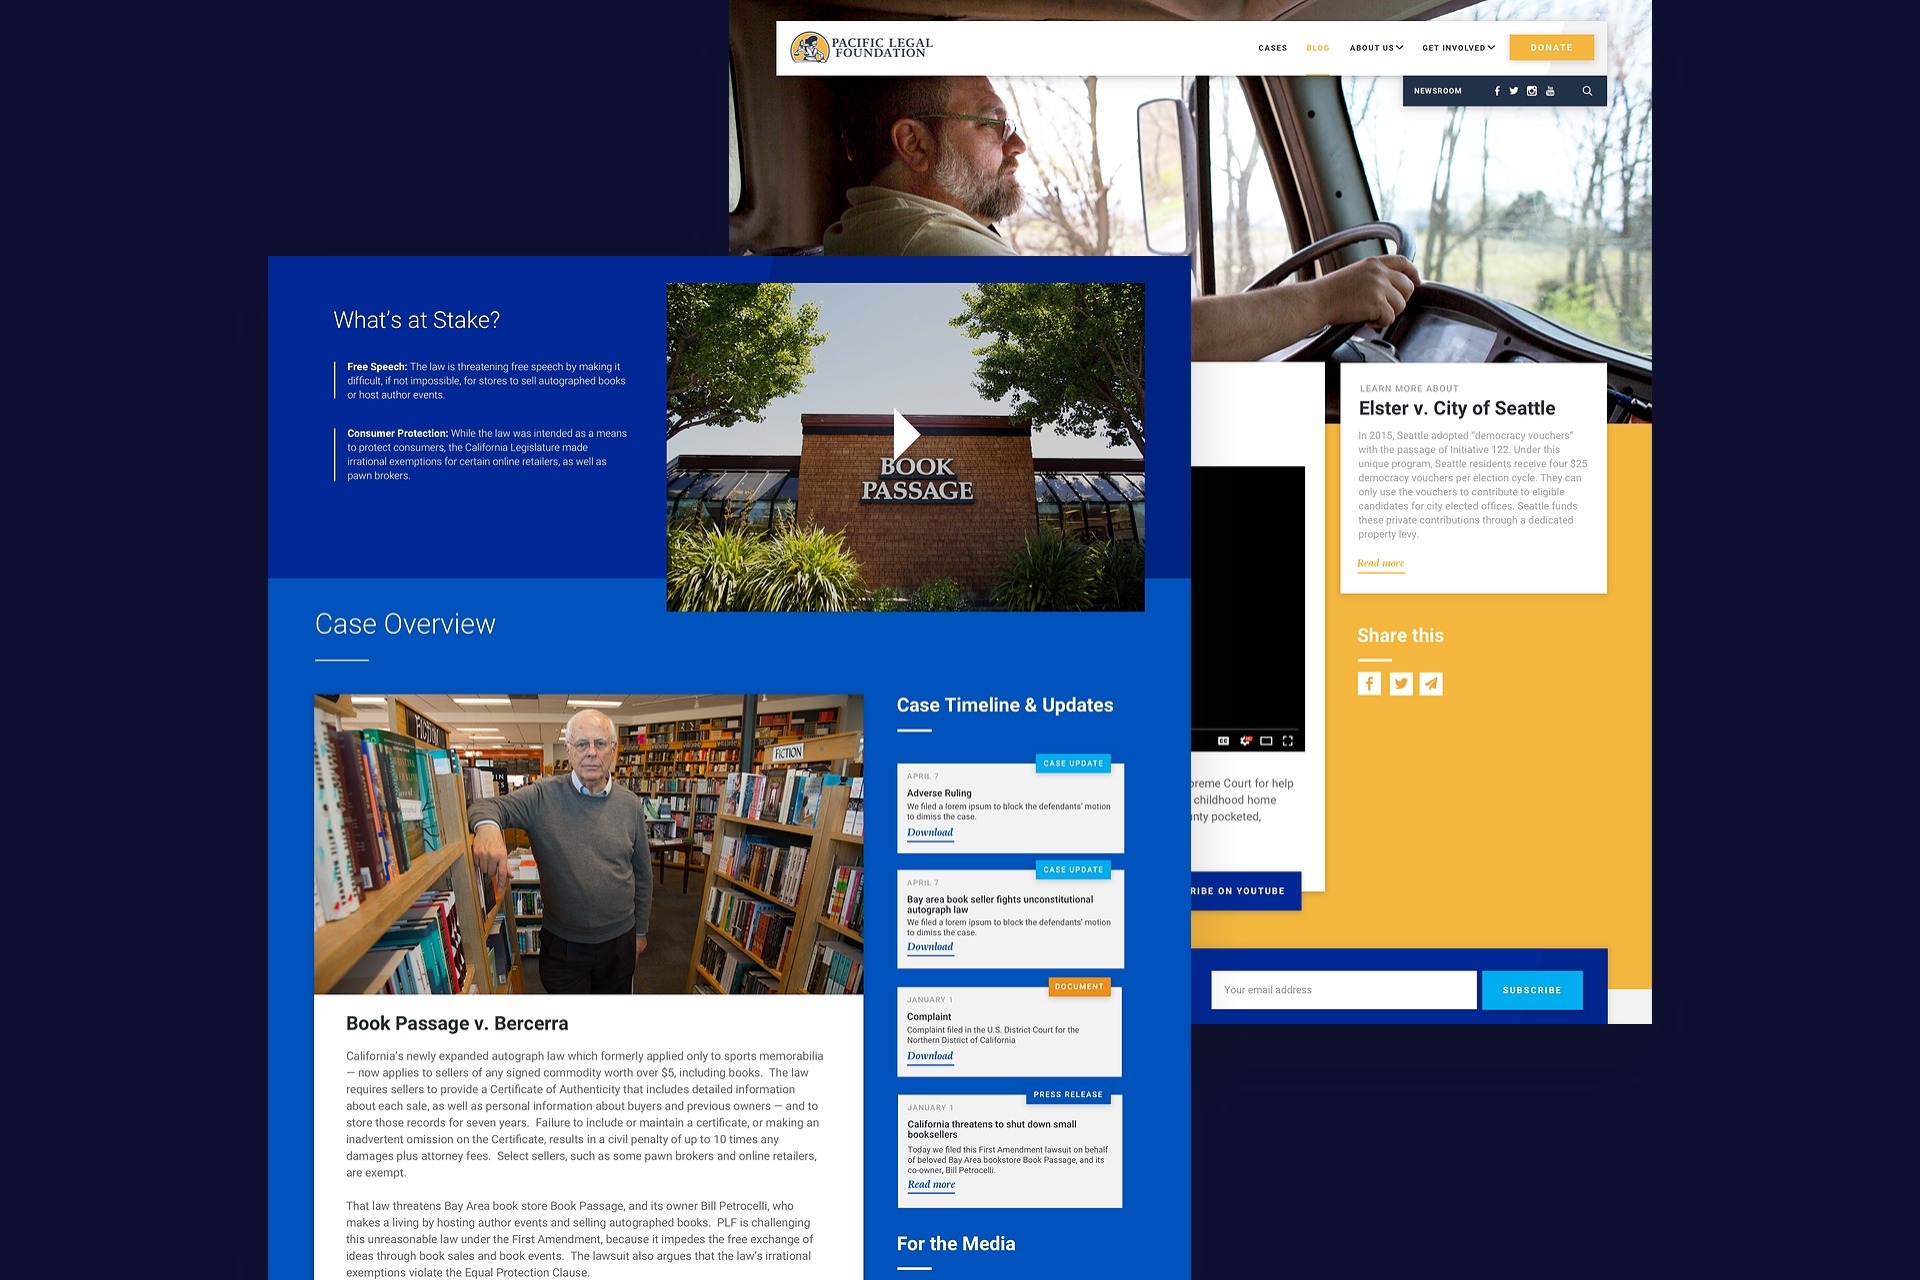 PACIFIC LEGAL
FOUNDATION
CASES
BLOG
ABOUT US
GET INVOLVED
DONATE
NEWSROOM
What's at Stake?
Free Speech: The law is threatening free speech by making it
difficult, if not impossible, for stores to sell autographed books
or host author events.
Consumer Protection: While the law was intended as a means
to protect consumers, the California Legislature made
irrational exemptions for certain online retailers, as well as
pawn brokers.
BOOK
PASSAGE
Case Overview
FICTION
FICTION
Book Passage v. Bercerra
California's newly expanded autograph law which formerly applied only to sports memorabilia
— now applies to sellers of any signed commodity worth over $5, including books. The law
requires sellers to provide a Certificate of Authenticity that includes detailed information
about each sale, as well as personal information about buyers and previous owners — and to
store those records for seven years. Failure to include or maintain a certificate, or making an
inadvertent omission on the Certificate, results in a civil penalty of up to 10 times any
damages plus attorney fees. Select sellers, such as some pawn brokers and online retailers,
are exempt.
That law threatens Bay Area book store Book Passage, and its owner Bill Petrocelli, who
makes a living by hosting author events and selling autographed books. PLF is challenging
this unreasonable law under the First Amendment, because it impedes the free exchange of
ideas through book sales and book events. The lawsuit also argues that the law's irrational
exemptions violate the Equal Protection Clause.
Case Timeline & Updates
CASE UPDATE
APRIL 7
Adverse Ruling
We filed a lorem ipsum to block the defendants' motion
to dimiss the case.
Download
CASE UPDATE
APRIL 7
Bay area book seller fights unconstitutional
autograph law
We filed a lorem ipsum to block the defendants' motion
to dimiss the case.
Download
DOCUMENT
JANUARY 1
Complaint
Complaint filed in the U.S. District Court for the
Northern District of California
Download
PRESS RELEASE
JANUARY 1
California threatens to shut down small
booksellers
Today we filed this First Amendment lawsuit on behalf
of beloved Bay Area bookstore Book Passage, and its
co-owner, Bill Petrocelli.
Read more
For the Media
LEARN MORE ABOUT
Elster v. City of Seattle
In 2015, Seattle adopted "democracy vouchers"
with the passage of Initiative 122. Under this
unique program, Seattle residents receive four $25
democracy vouchers per election cycle. They can
only use the vouchers to contribute to eligible
candidates for city elected offices. Seattle funds
these private contributions through a dedicated
property levy.
Read more
Share this
preme Court for help
childhood home
unty pocketed,
RIBE ON YOUTUBE
Your email address
SUBSCRIBE